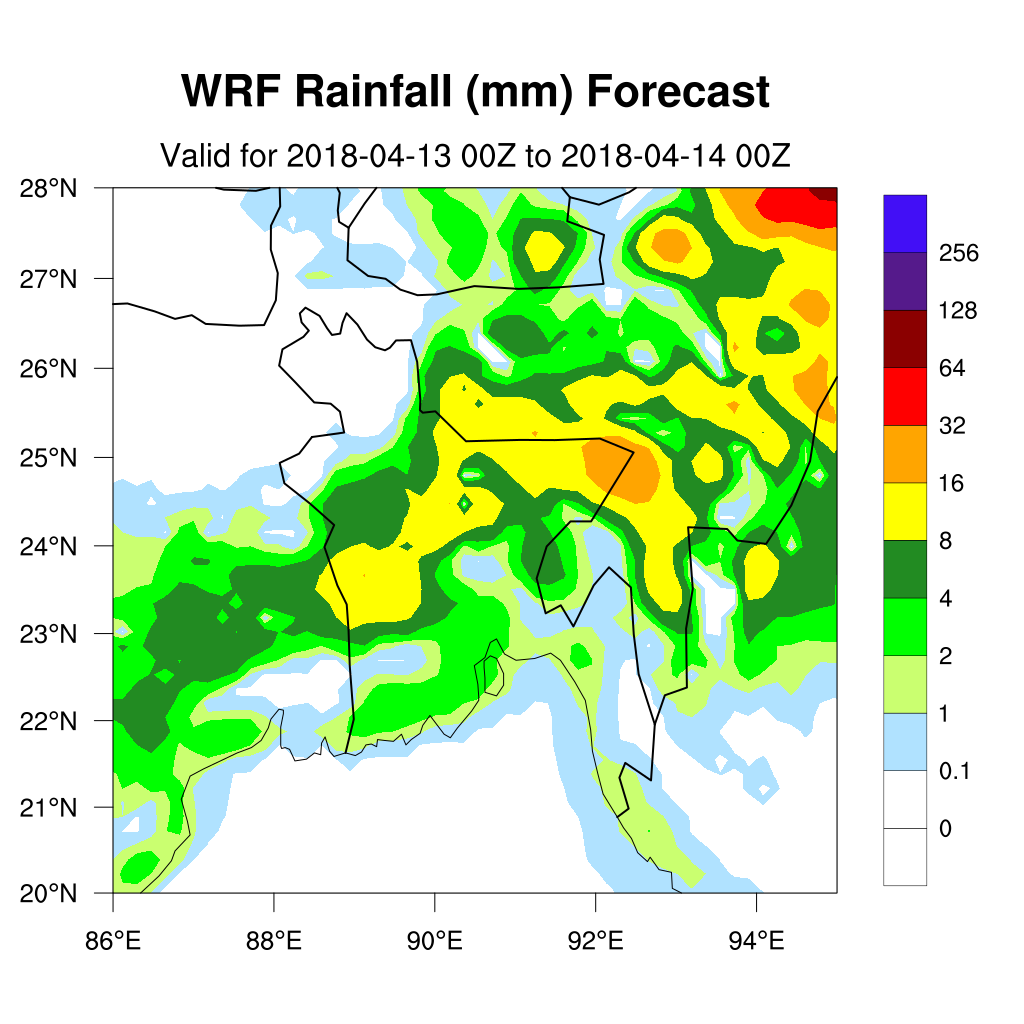 WRF Rainfall (mm) Forecast
Valid for 2018-04-13 00Z to 2018-04-14 00Z
28°N
27°N
26°N
25°N
24°N
23°N
22°N
21°N
20°N
86°E
88°E
90°E
92°E
94°E
256
128
64
32
16
8
4
2
1
0.1
0